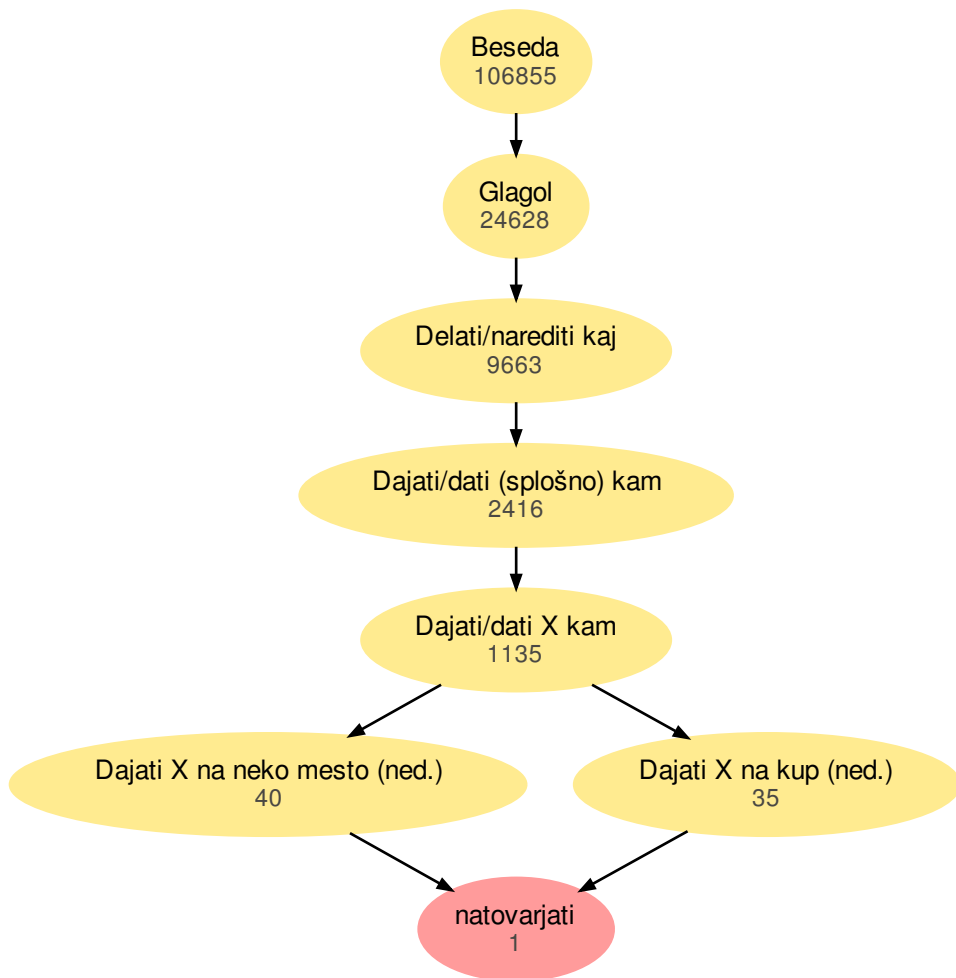 Beseda
106855
Glagol
24628
Delati/narediti kaj
9663
Dajati/dati (splošno) kam
2416
Dajati/dati X kam
1135
Dajati X na neko mesto (ned.)
40
Dajati X na kup (ned.)
35
natovarjati
1